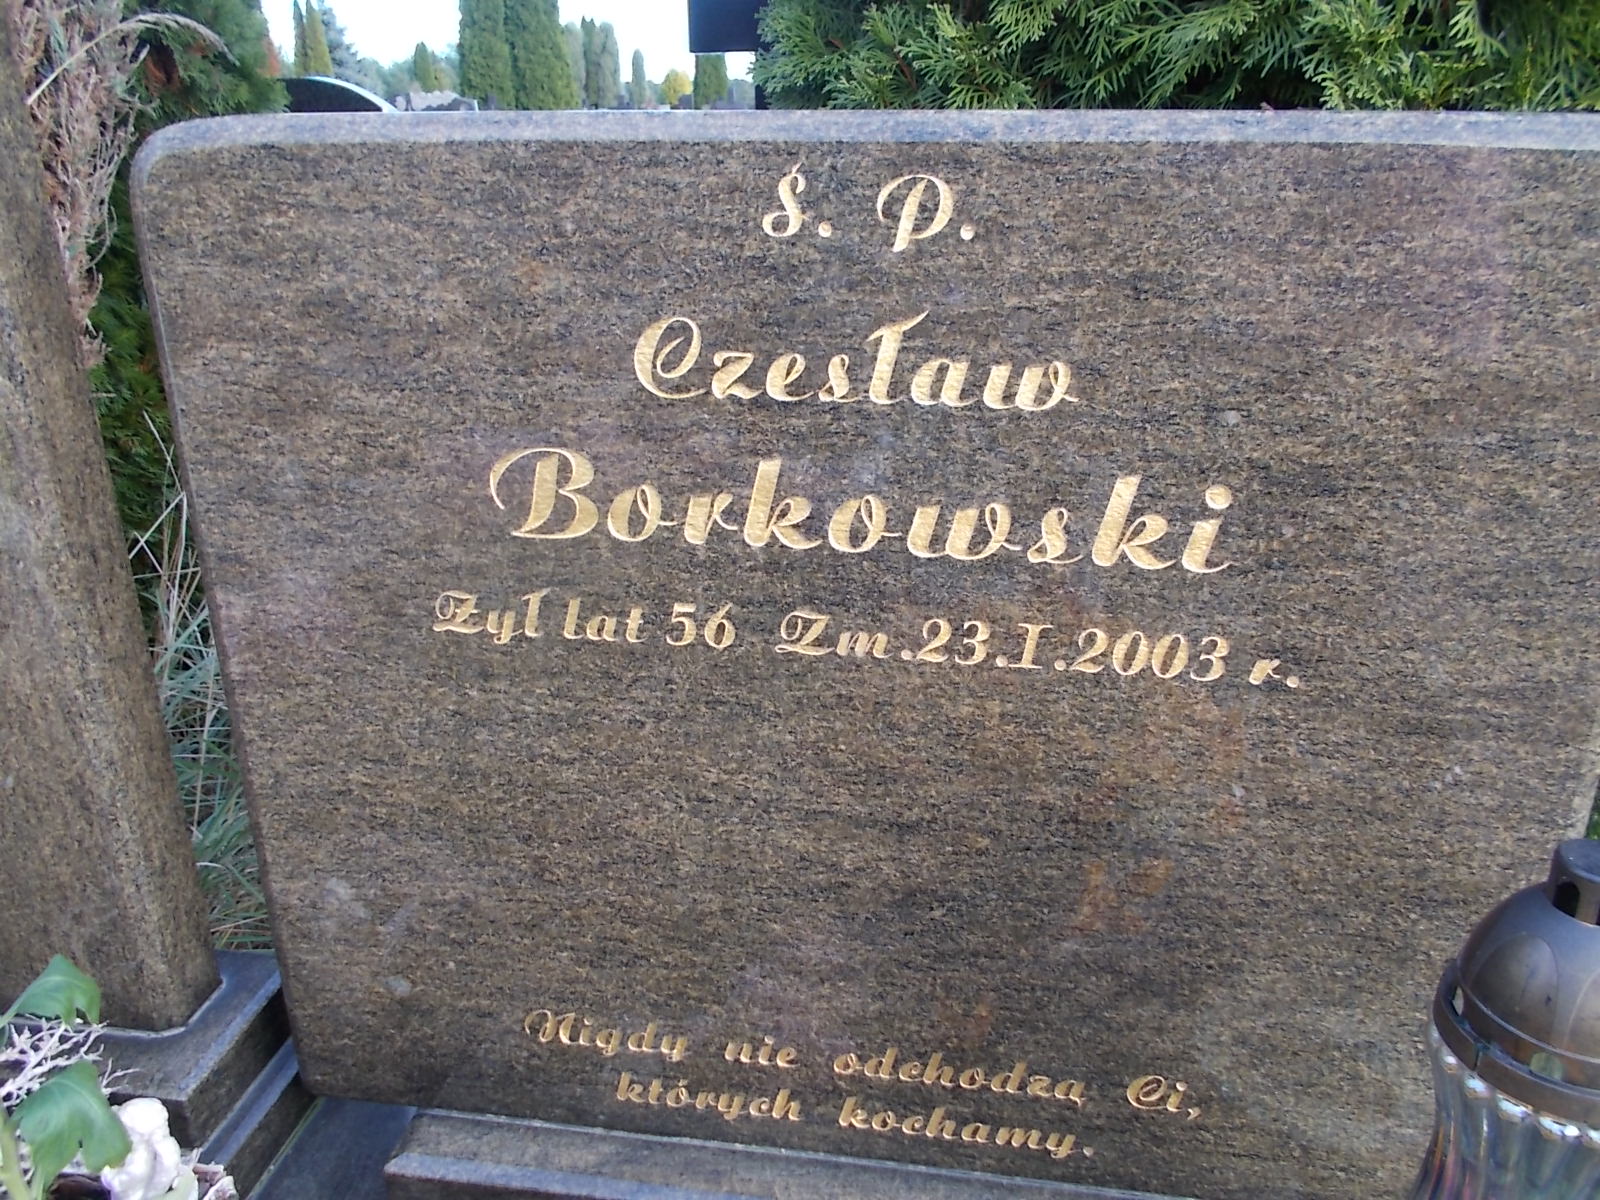 Ś. P.
Czesław
Borkowski
Żył lat 56 Zm.23.I.2003 r.
Nigdy nie odchodzą Ci,
których kochamy.